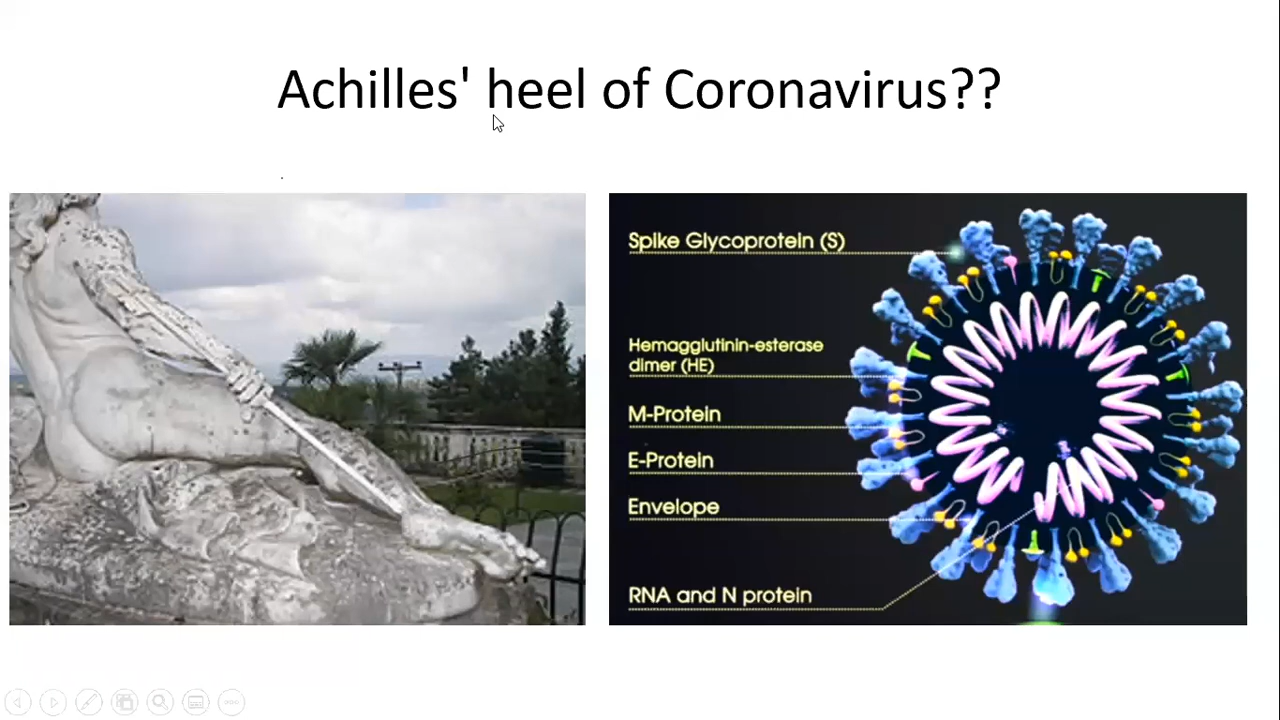 Achilles' heel of Coronavirus??
Spike Glycoprotein (S)
Hemagglutinin-esterase
dimer (HE)
M-Protein
E-Protein
Envelope
RNA and N protein